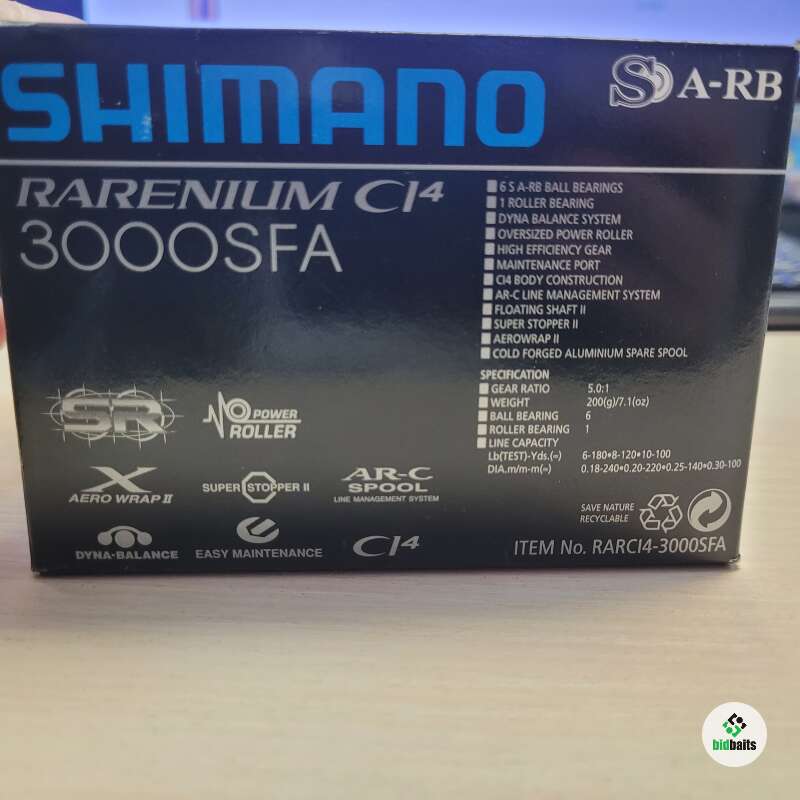 SHIMANO
S A-RB
RARENIUM CI4
3000SFA
6 S A-RB BALL BEARINGS
1 ROLLER BEARING
DYNA BALANCE SYSTEM
OVERSIZED POWER ROLLER
HIGH EFFICIENCY GEAR
MAINTENANCE PORT
CI4 BODY CONSTRUCTION
AR-C LINE MANAGEMENT SYSTEM
FLOATING SHAFT II
SUPER STOPPER II
AEROWRAP II
COLD FORGED ALUMINIUM SPARE SPOOL
SPECIFICATION
GEAR RATIO 5.0:1
WEIGHT 200(g)/7.1(oz)
BALL BEARING 6
ROLLER BEARING 1
LINE CAPACITY
Lb(TEST)-Yds.(≈) 6-180•8-120•10-100
DIA.m/m-m(≈) 0.18-240•0.20-220•0.25-140•0.30-100
SR
POWER
ROLLER
X
AERO WRAP II
SUPER STOPPER II
AR-C
SPOOL
LINE MANAGEMENT SYSTEM
DYNA-BALANCE
EASY MAINTENANCE
CI4
SAVE NATURE
RECYCLABLE
ITEM No. RARCI4-3000SFA
bidbaits